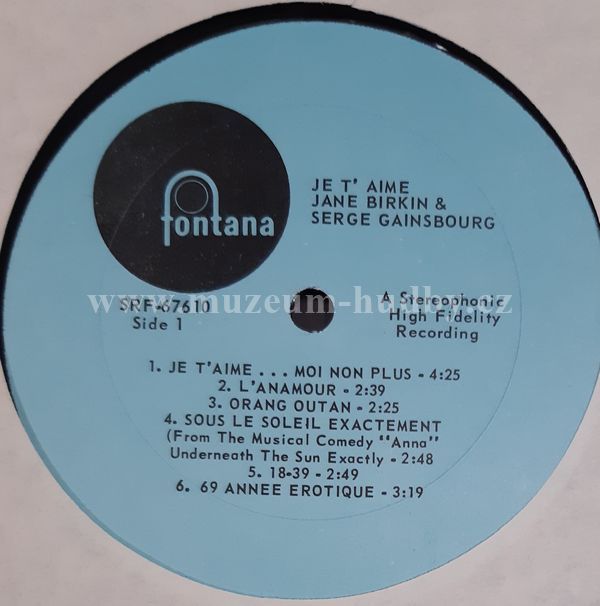 fontana
JE T' AIME
JANE BIRKIN &
SERGE GAINSBOURG
www.muzeum-hudby.cz
SRF-67610
Side 1
A Stereophonic
High Fidelity
Recording
1. JE T'AIME . . . MOI NON PLUS - 4:25
2. L'ANAMOUR - 2:39
3. ORANG OUTAN - 2:25
4. SOUS LE SOLEIL EXACTEMENT
(From The Musical Comedy "Anna"
Underneath The Sun Exactly - 2:48
5. 18-39 - 2:49
6. 69 ANNEE EROTIQUE - 3:19